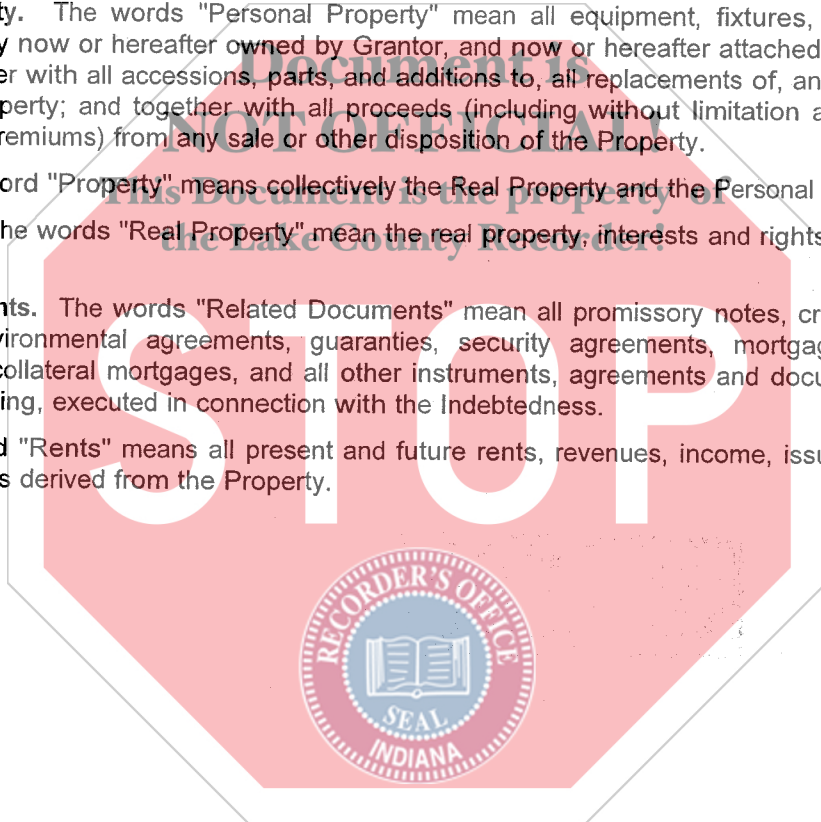 ty. The words "Personal Property" mean all equipment, fixtures,
y now or hereafter owned by Grantor, and now or hereafter attached
er with all accessions, parts, and additions to, all replacements of, an
perty; and together with all proceeds (including without limitation a
remiums) from any sale or other disposition of the Property.
ord "Property" means collectively the Real Property and the Personal
he words "Real Property" mean the real property, interests and rights
nts. The words "Related Documents" mean all promissory notes, cr
vironmental agreements, guaranties, security agreements, mortgag
collateral mortgages, and all other instruments, agreements and docu
ing, executed in connection with the Indebtedness.
d "Rents" means all present and future rents, revenues, income, issu
s derived from the Property.
Document is
NOT OFFICIAL!
This Document is the property of
the Lake County Recorder!
STOP
RECORDER'S OFFICE
SEAL
INDIANA